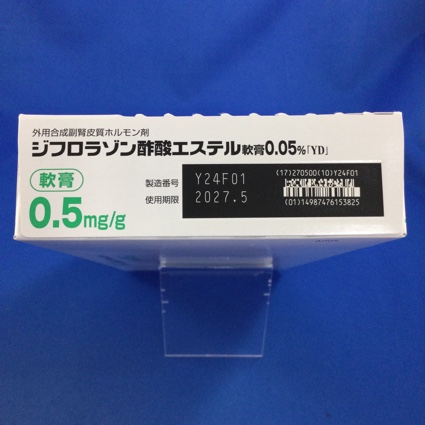 外用合成副腎皮質ホルモン剤
ジフロラゾン酢酸エステル軟膏0.05%「YD」
軟膏
0.5mg/g
製造番号 Y24F01
使用期限 2027.5
(17)270500(10)Y24F01
(01)14987476153825